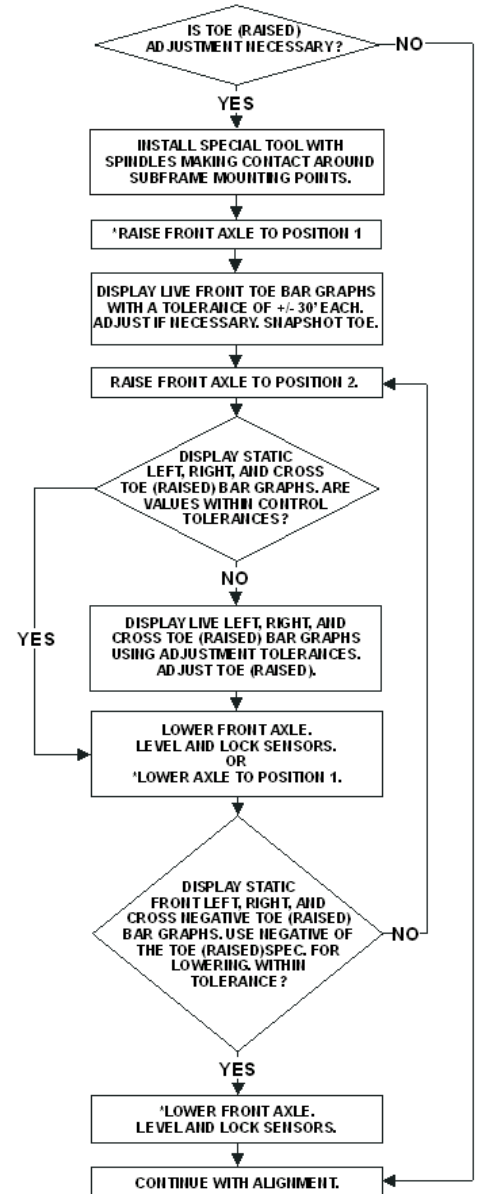 IS TOE (RAISED)
ADJUSTMENT NECESSARY?
NO
YES
INSTALL SPECIAL TOOL WITH
SPINDLES MAKING CONTACT AROUND
SUBFRAME MOUNTING POINTS.
*RAISE FRONT AXLE TO POSITION 1
DISPLAY LIVE FRONT TOE BAR GRAPHS
WITH A TOLERANCE OF +/- 30' EACH.
ADJUST IF NECESSARY. SNAPSHOT TOE.
RAISE FRONT AXLE TO POSITION 2.
DISPLAY STATIC
LEFT, RIGHT, AND CROSS
TOE (RAISED) BAR GRAPHS. ARE
VALUES WITHIN CONTROL
TOLERANCES?
NO
YES
DISPLAY LIVE LEFT, RIGHT, AND
CROSS TOE (RAISED) BAR GRAPHS
USING ADJUSTMENT TOLERANCES.
ADJUST TOE (RAISED).
LOWER FRONT AXLE.
LEVEL AND LOCK SENSORS.
OR
*LOWER AXLE TO POSITION 1.
DISPLAY STATIC
FRONT LEFT, RIGHT, AND
CROSS NEGATIVE TOE (RAISED)
BAR GRAPHS. USE NEGATIVE OF
THE TOE (RAISED)SPEC. FOR
LOWERING. WITHIN
TOLERANCE?
NO
YES
*LOWER FRONT AXLE.
LEVEL AND LOCK SENSORS.
CONTINUE WITH ALIGNMENT.